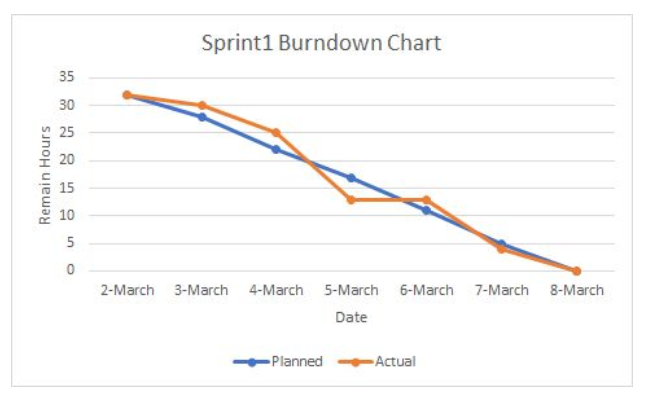 Sprint1 Burndown Chart
35
30
25
20
15
10
5
0
Remain Hours
2-March 3-March 4-March 5-March 6-March 7-March 8-March
Date
Planned Actual